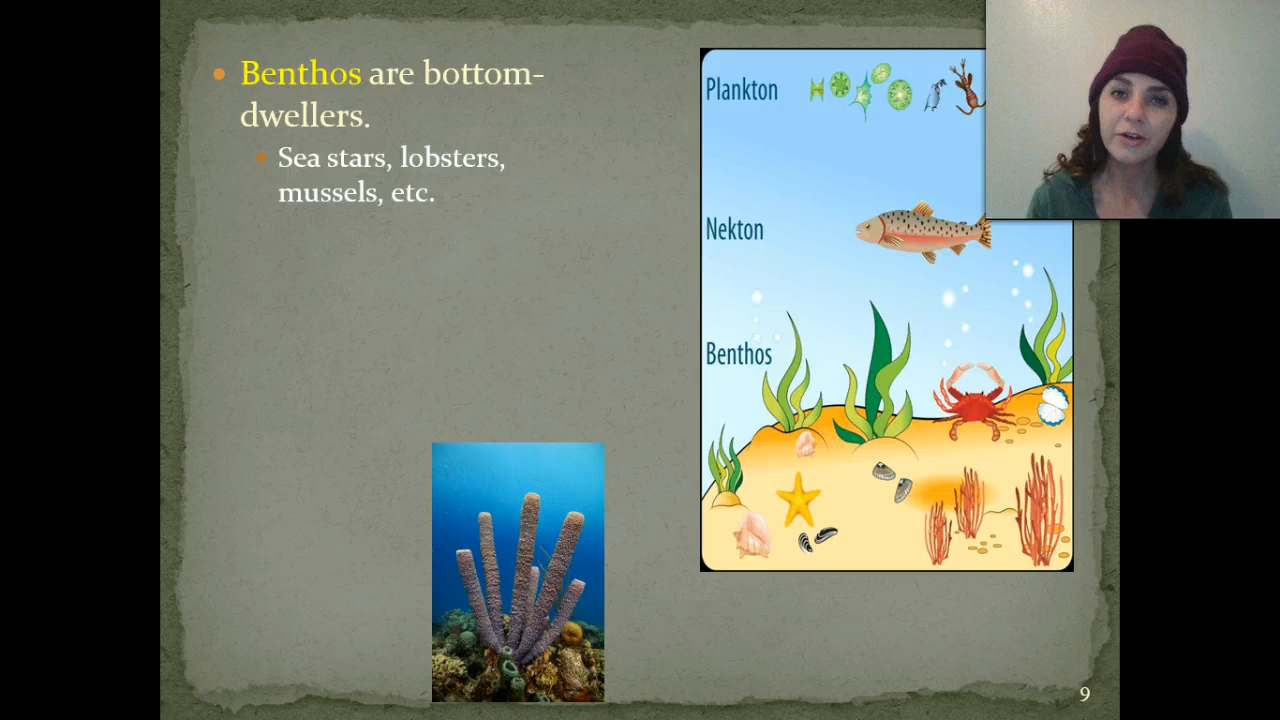 Benthos are bottom-
dwellers.
Sea stars, lobsters,
mussels, etc.
Plankton
Nekton
Benthos
9